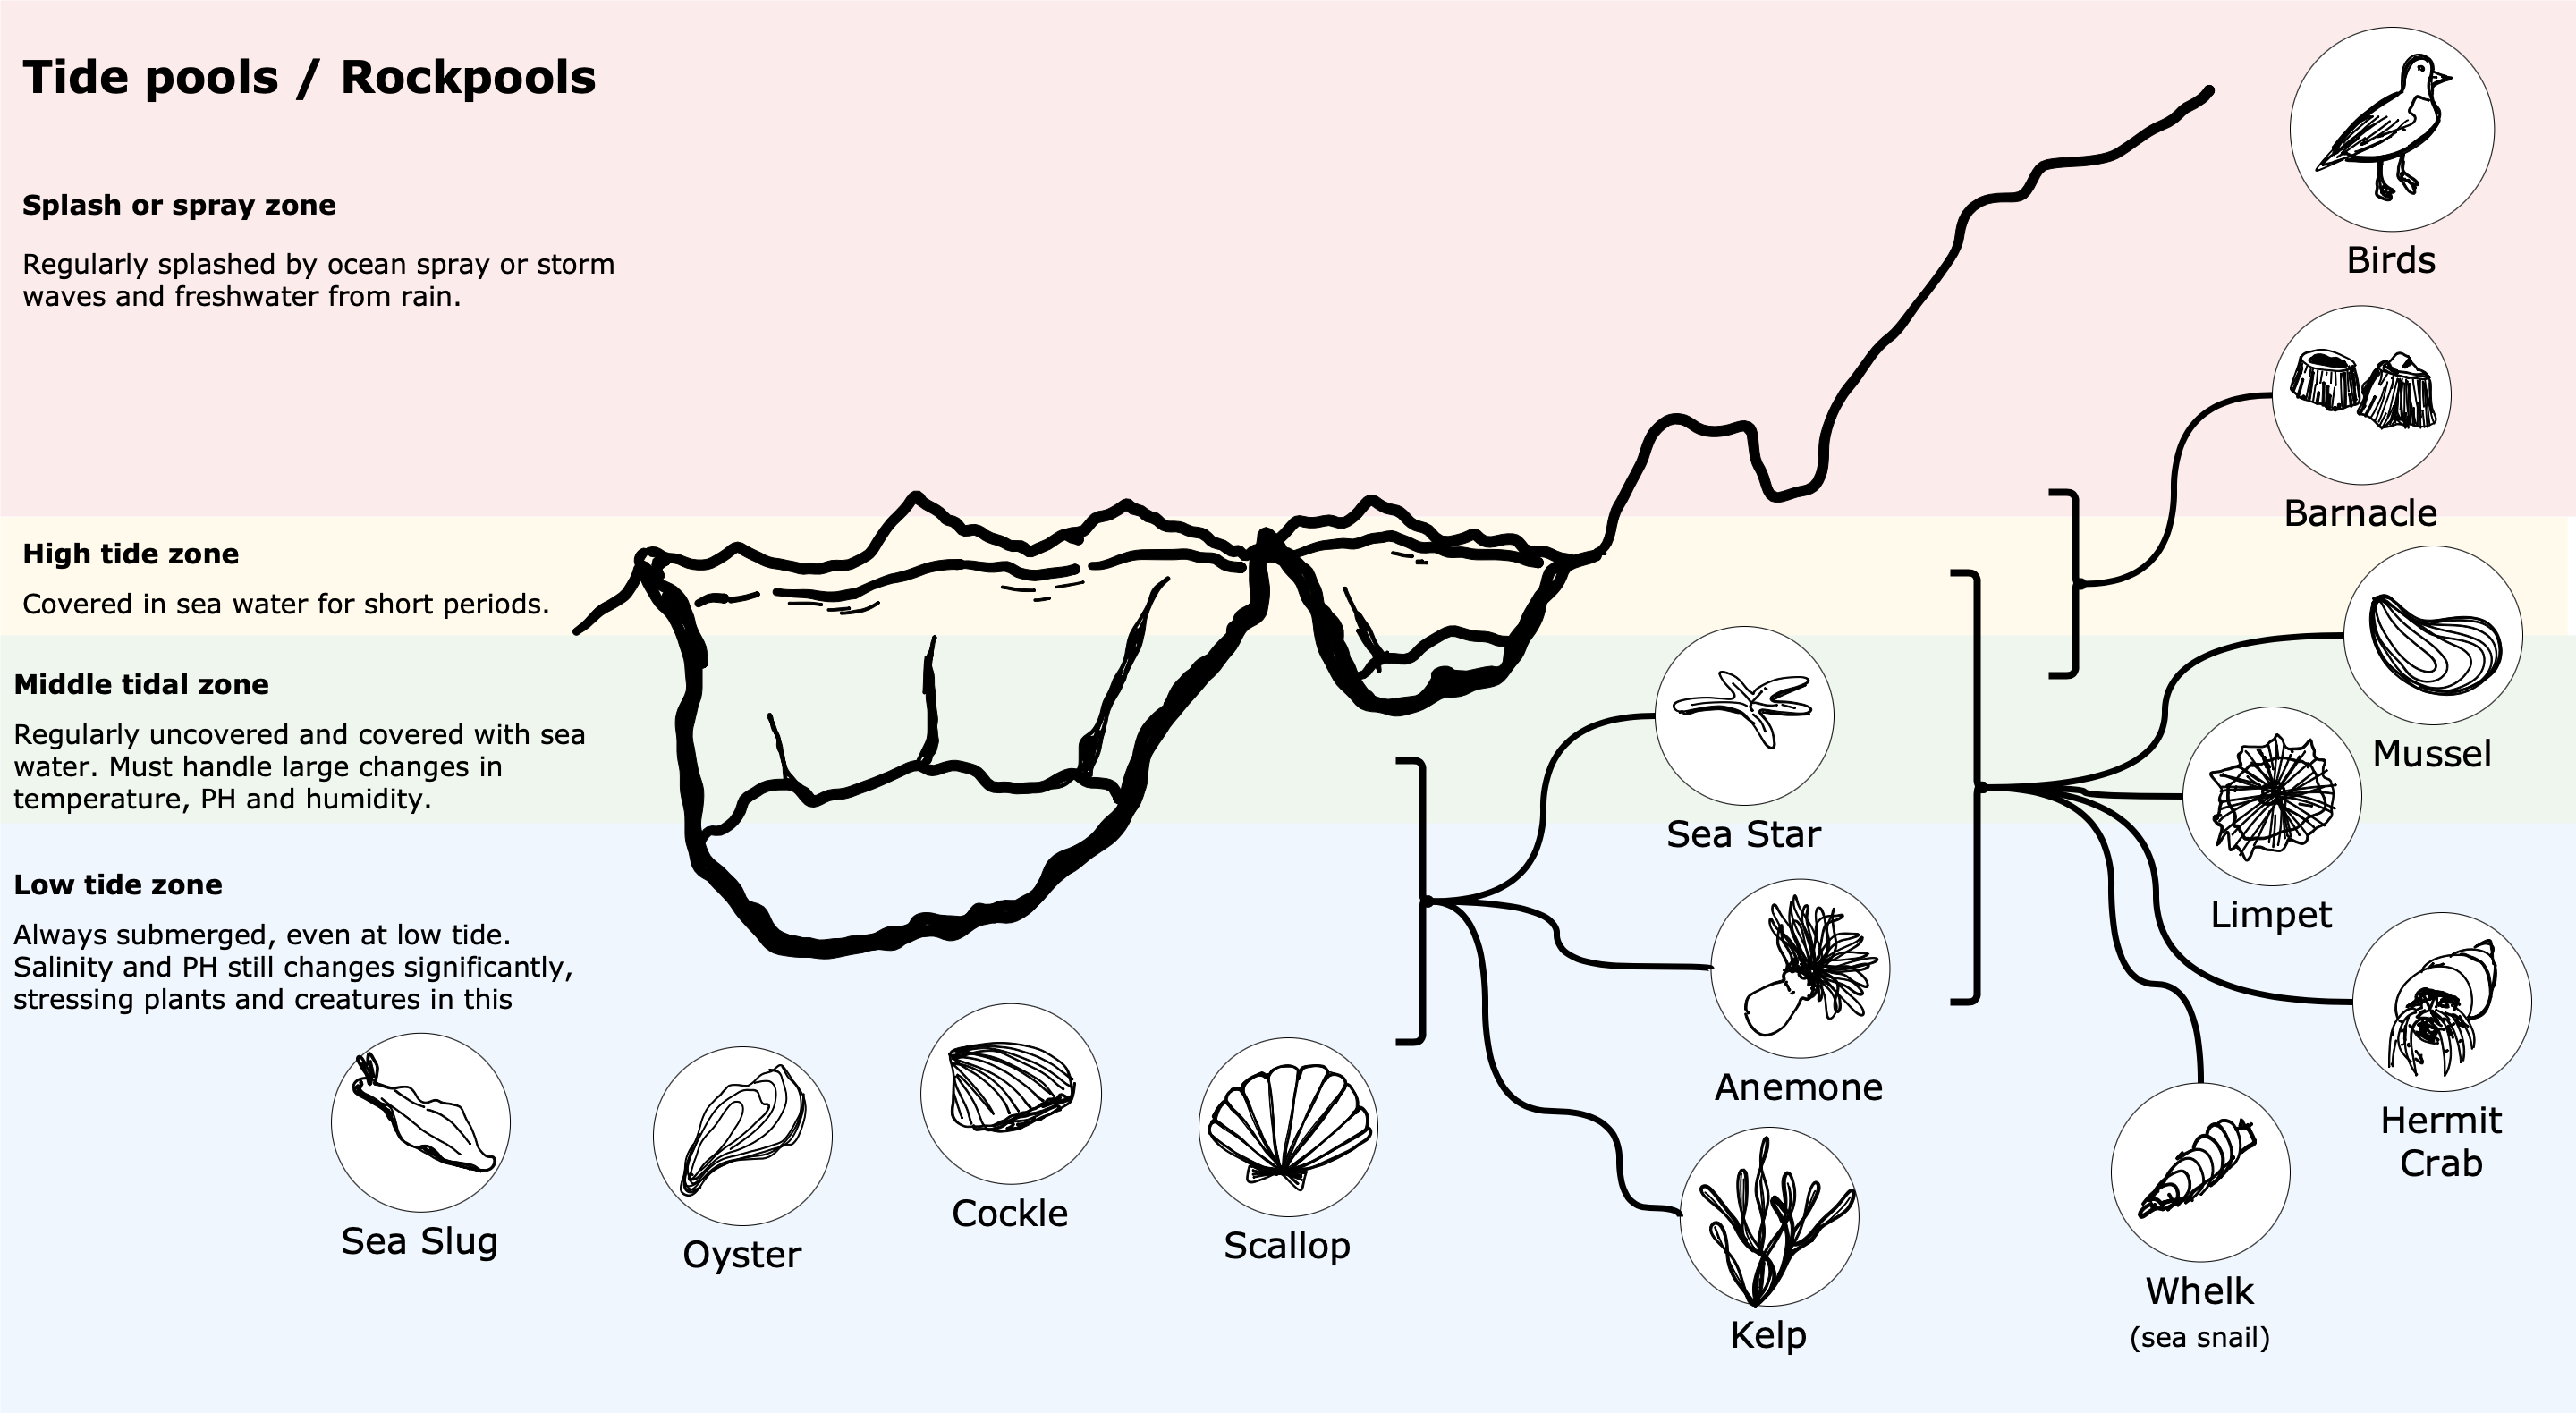 Tide pools / Rockpools
Splash or spray zone
Regularly splashed by ocean spray or storm
waves and freshwater from rain.
High tide zone
Covered in sea water for short periods.
Middle tidal zone
Regularly uncovered and covered with sea
water. Must handle large changes in
temperature, PH and humidity.
Low tide zone
Always submerged, even at low tide.
Salinity and PH still changes significantly,
stressing plants and creatures in this
Birds
Barnacle
Mussel
Sea Star
Limpet
Anemone
Hermit
Crab
Sea Slug
Oyster
Cockle
Scallop
Kelp
Whelk
(sea snail)